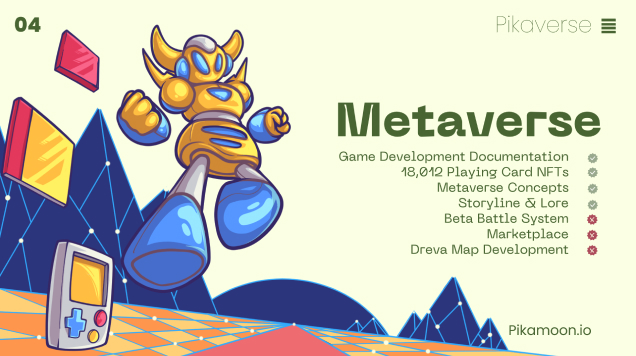 04
Pikaverse
Metaverse
Game Development Documentation
18,012 Playing Card NFTs
Metaverse Concepts
Storyline & Lore
Beta Battle System
Marketplace
Dreva Map Development
Pikamoon.io